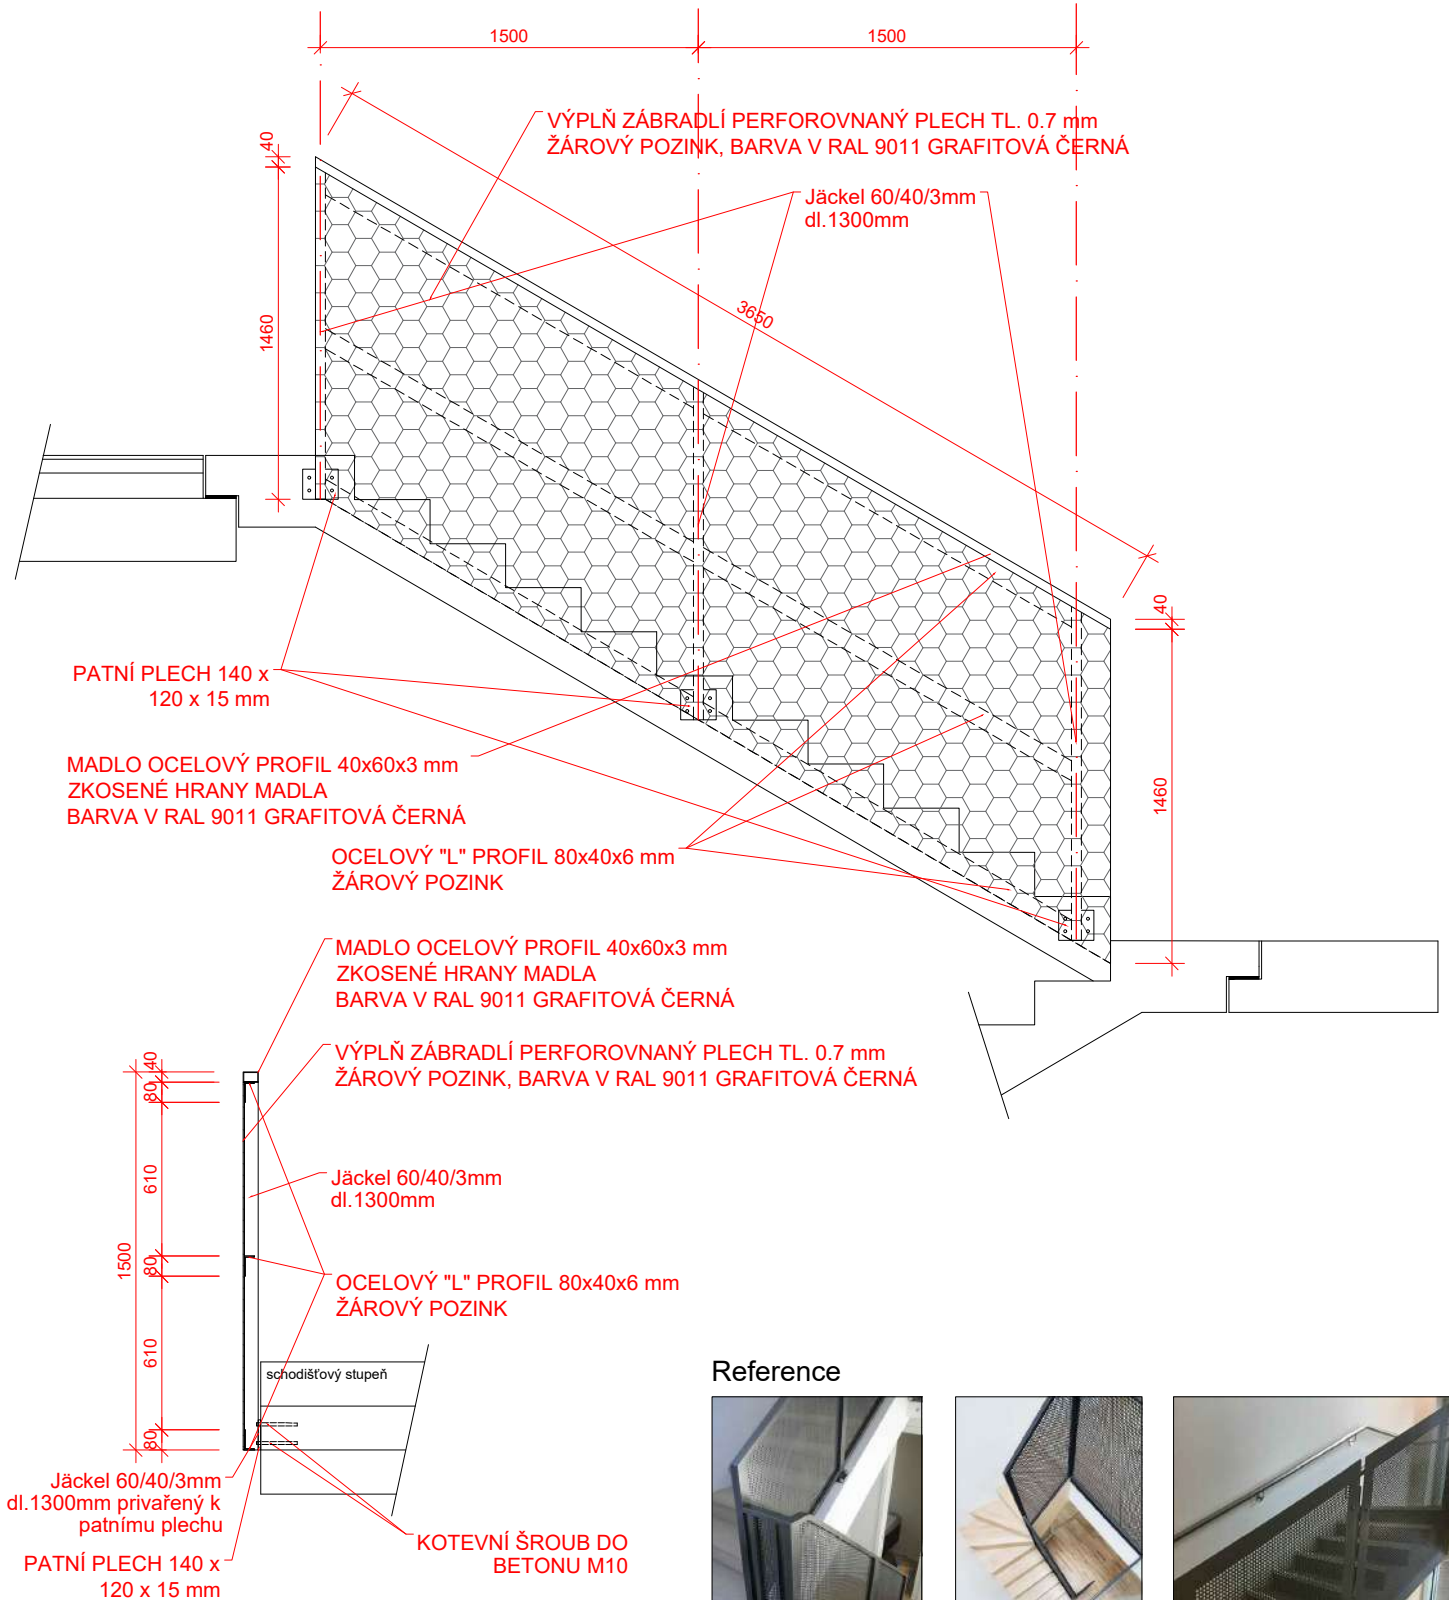 1500
1500
VÝPLŇ ZÁBRADLÍ PERFOROVNANÝ PLECH TL. 0.7 mm
ŽÁROVÝ POZINK, BARVA V RAL 9011 GRAFITOVÁ ČERNÁ
40
Jäckel 60/40/3mm
dl.1300mm
3650
1460
40
1460
PATNÍ PLECH 140 x
120 x 15 mm
MADLO OCELOVÝ PROFIL 40x60x3 mm
ZKOSENÉ HRANY MADLA
BARVA V RAL 9011 GRAFITOVÁ ČERNÁ
OCELOVÝ "L" PROFIL 80x40x6 mm
ŽÁROVÝ POZINK
MADLO OCELOVÝ PROFIL 40x60x3 mm
ZKOSENÉ HRANY MADLA
BARVA V RAL 9011 GRAFITOVÁ ČERNÁ
VÝPLŇ ZÁBRADLÍ PERFOROVNANÝ PLECH TL. 0.7 mm
ŽÁROVÝ POZINK, BARVA V RAL 9011 GRAFITOVÁ ČERNÁ
40
80
610
Jäckel 60/40/3mm
dl.1300mm
1500
80
OCELOVÝ "L" PROFIL 80x40x6 mm
ŽÁROVÝ POZINK
610
schodišťový stupeň
80
Jäckel 60/40/3mm
dl.1300mm privařený k
patnímu plechu
KOTEVNÍ ŠROUB DO
BETONU M10
PATNÍ PLECH 140 x
120 x 15 mm
Reference